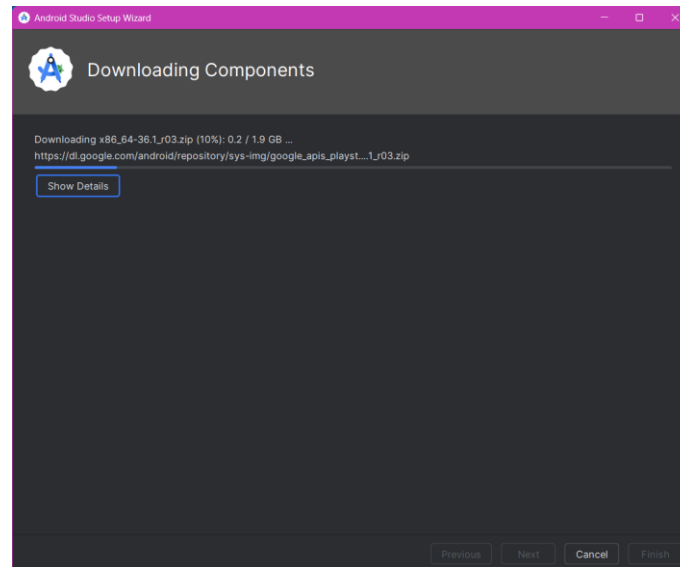 Android Studio Setup Wizard
Downloading Components
Downloading x86_64-36.1_r03.zip (10%): 0.2 / 1.9 GB ...
https://dl.google.com/android/repository/sys-img/google_apis_playst....1_r03.zip
Show Details
Previous Next Cancel Finish